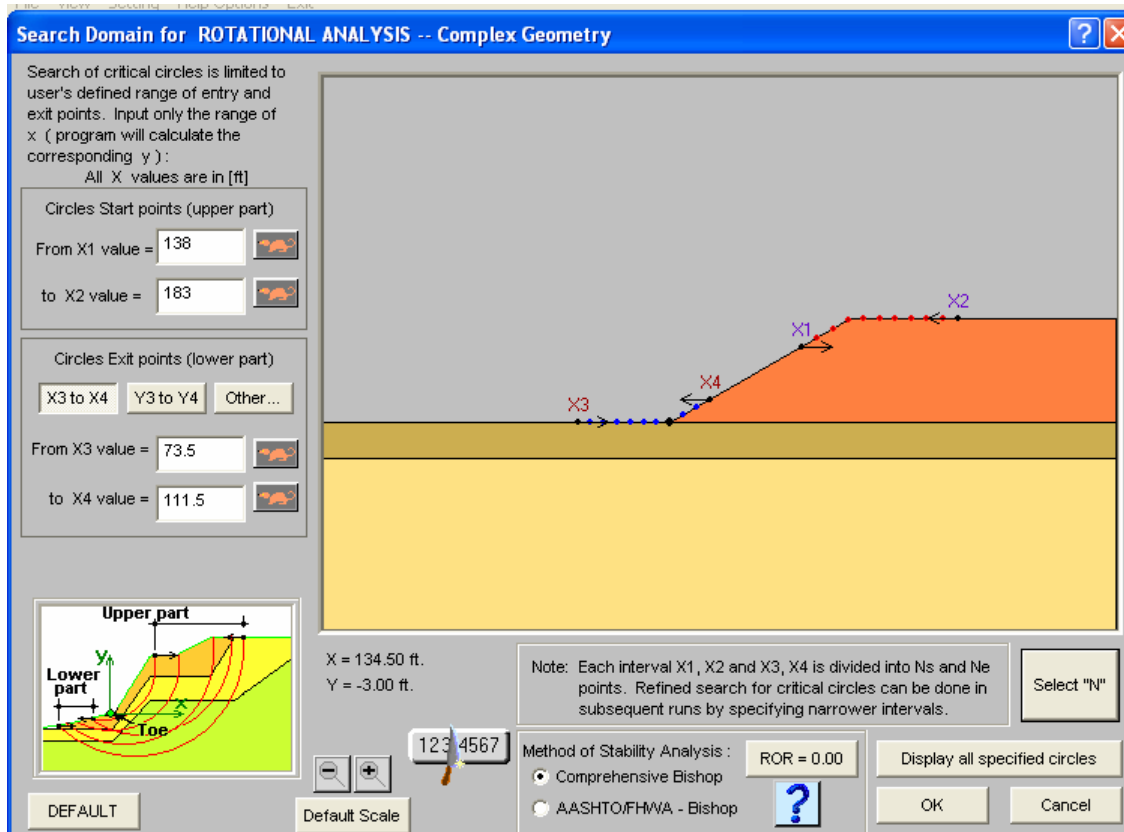 File View Setting Help Options Exit
Search Domain for ROTATIONAL ANALYSIS -- Complex Geometry
?
Search of critical circles is limited to
user's defined range of entry and
exit points. Input only the range of
x ( program will calculate the
corresponding y ) :
All X values are in [ft]
Circles Start points (upper part)
From X1 value = 138
to X2 value = 183
Circles Exit points (lower part)
X3 to X4 Y3 to Y4 Other...
From X3 value = 73.5
to X4 value = 111.5
X2
X1
X4
X3
Upper part
y
Lower
part
x
Toe
DEFAULT
X = 134.50 ft.
Y = -3.00 ft.
1234567
Default Scale
Note: Each interval X1, X2 and X3, X4 is divided into Ns and Ne
points. Refined search for critical circles can be done in
subsequent runs by specifying narrower intervals.
Select "N"
Method of Stability Analysis :
Comprehensive Bishop
AASHTO/FHWA - Bishop
ROR = 0.00
?
Display all specified circles
OK Cancel